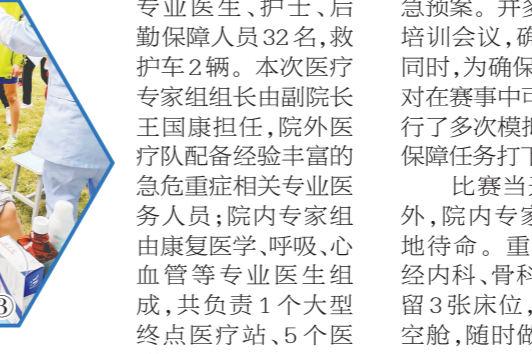 专业医生、护士、后
勤保障人员32名,救
护车2辆。本次医疗
专家组组长由副院长
王国康担任,院外医
疗队配备经验丰富的
急危重症相关专业医
务人员;院内专家组
由康复医学、呼吸、心
血管等专业医生组
成,共负责1个大型
终点医疗站、5个医
急预案。并多
培训会议,确
同时,为确保
对在赛事中可
行了多次模拟
保障任务打下
比赛当天
外,院内专家
地待命。重
经内科、骨科
留3张床位,
空舱,随时做
③